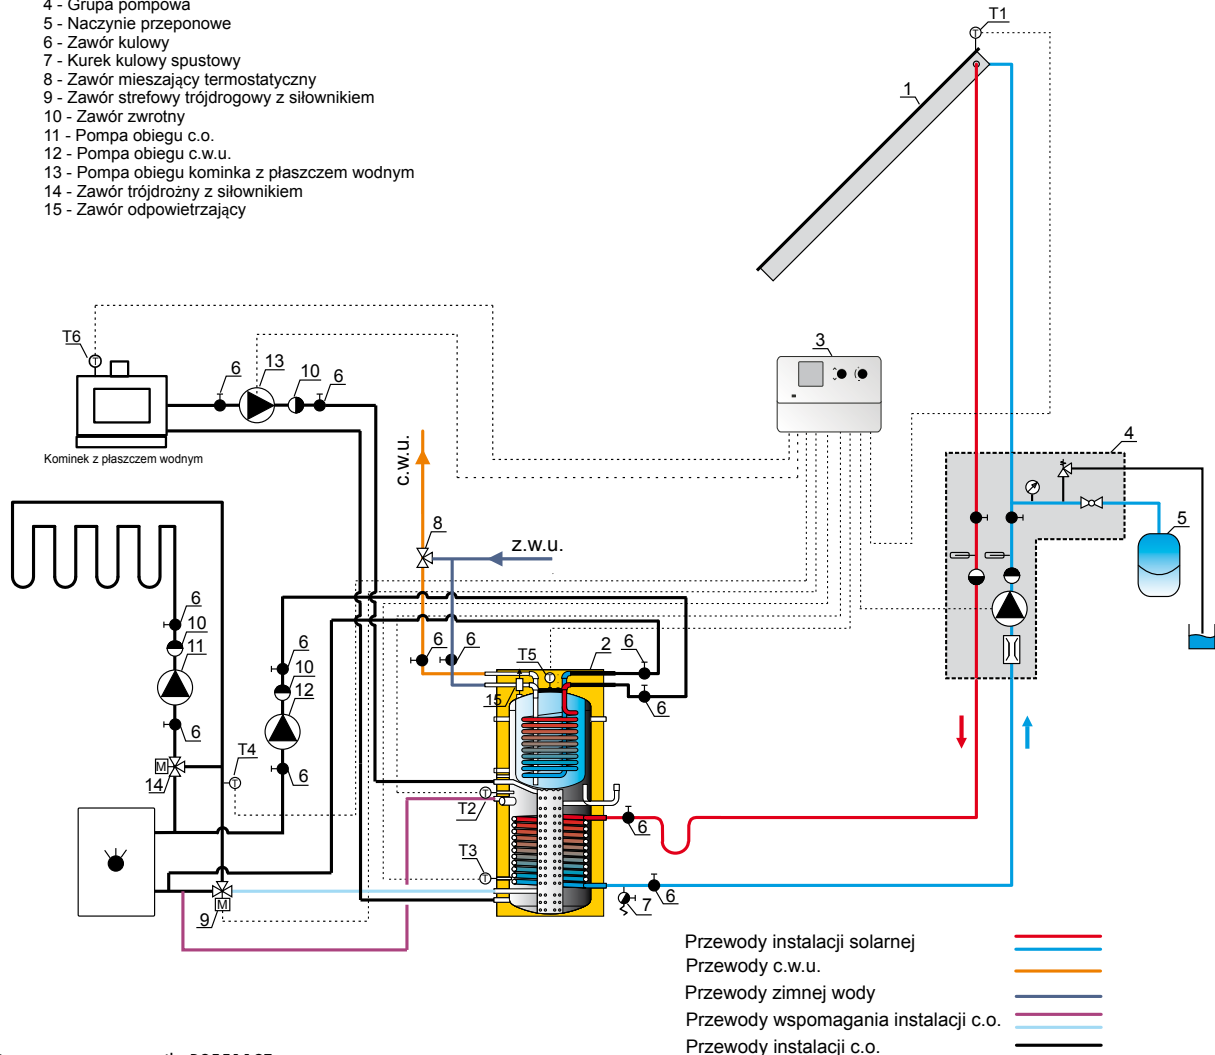 4 - Grupa pompowa
5 - Naczynie przeponowe
6 - Zawór kulowy
7 - Kurek kulowy spustowy
8 - Zawór mieszający termostatyczny
9 - Zawór strefowy trójdrogowy z siłownikiem
10 - Zawór zwrotny
11 - Pompa obiegu c.o.
12 - Pompa obiegu c.w.u.
13 - Pompa obiegu kominka z płaszczem wodnym
14 - Zawór trójdrożny z siłownikiem
15 - Zawór odpowietrzający
T1
T
1
3
T6
T
6
13
10
6
Kominek z płaszczem wodnym
c.w.u.
8
z.w.u.
4
5
6
10
11
6
6
10
12
6
6
6
T5
T
2
6
6
15
M
14
T4
T
T2
T
6
T3
T
M
9
7
6
Przewody instalacji solarnej
Przewody c.w.u.
Przewody zimnej wody
Przewody wspomagania instalacji c.o.
Przewody instalacji c.o.